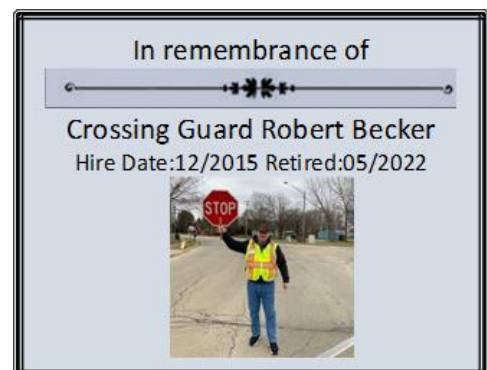 In remembrance of
Crossing Guard Robert Becker
Hire Date:12/2015 Retired:05/2022
STOP